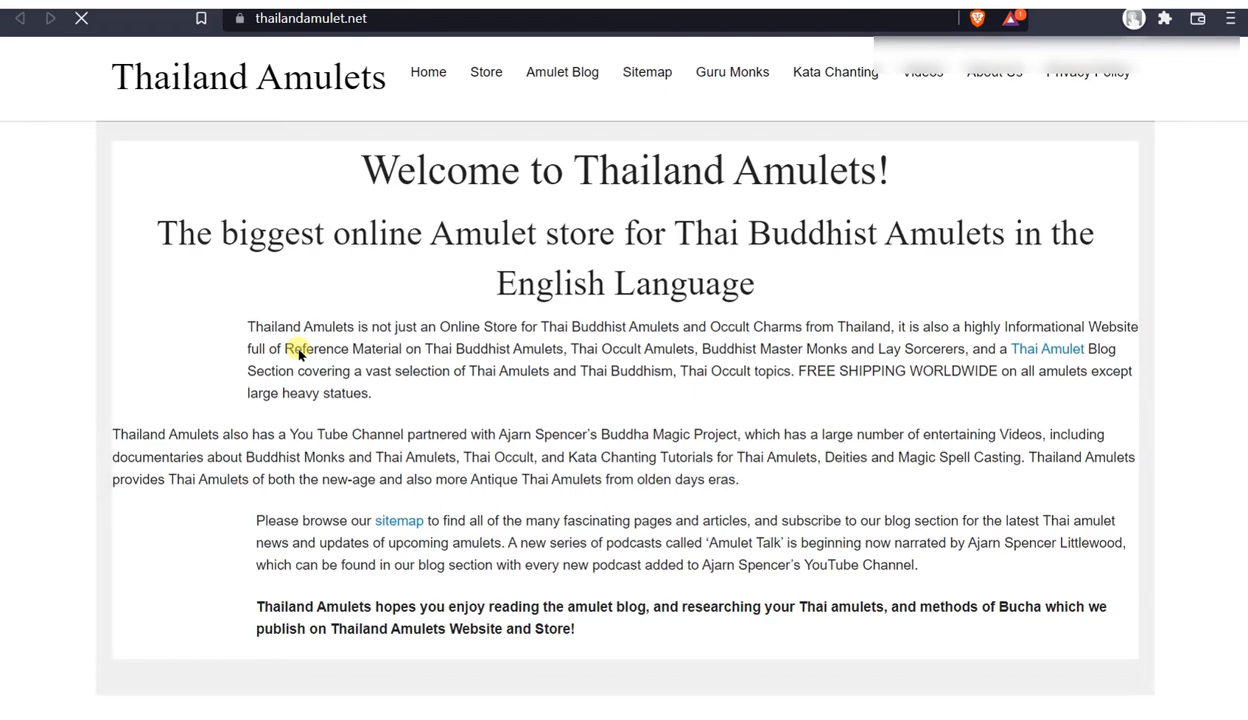 thailandamulet.net
1
Thailand Amulets
Home Store Amulet Blog Sitemap Guru Monks Kata Chanting Videos About Us Privacy Policy
Welcome to Thailand Amulets!
The biggest online Amulet store for Thai Buddhist Amulets in the
English Language
Thailand Amulets is not just an Online Store for Thai Buddhist Amulets and Occult Charms from Thailand, it is also a highly Informational Website
full of Reference Material on Thai Buddhist Amulets, Thai Occult Amulets, Buddhist Master Monks and Lay Sorcerers, and a Thai Amulet Blog
Section covering a vast selection of Thai Amulets and Thai Buddhism, Thai Occult topics. FREE SHIPPING WORLDWIDE on all amulets except
large heavy statues.
Thailand Amulets also has a You Tube Channel partnered with Ajarn Spencer’s Buddha Magic Project, which has a large number of entertaining Videos, including
documentaries about Buddhist Monks and Thai Amulets, Thai Occult, and Kata Chanting Tutorials for Thai Amulets, Deities and Magic Spell Casting. Thailand Amulets
provides Thai Amulets of both the new-age and also more Antique Thai Amulets from olden days eras.
Please browse our sitemap to find all of the many fascinating pages and articles, and subscribe to our blog section for the latest Thai amulet
news and updates of upcoming amulets. A new series of podcasts called ‘Amulet Talk’ is beginning now narrated by Ajarn Spencer Littlewood,
which can be found in our blog section with every new podcast added to Ajarn Spencer’s YouTube Channel.
Thailand Amulets hopes you enjoy reading the amulet blog, and researching your Thai amulets, and methods of Bucha which we
publish on Thailand Amulets Website and Store!